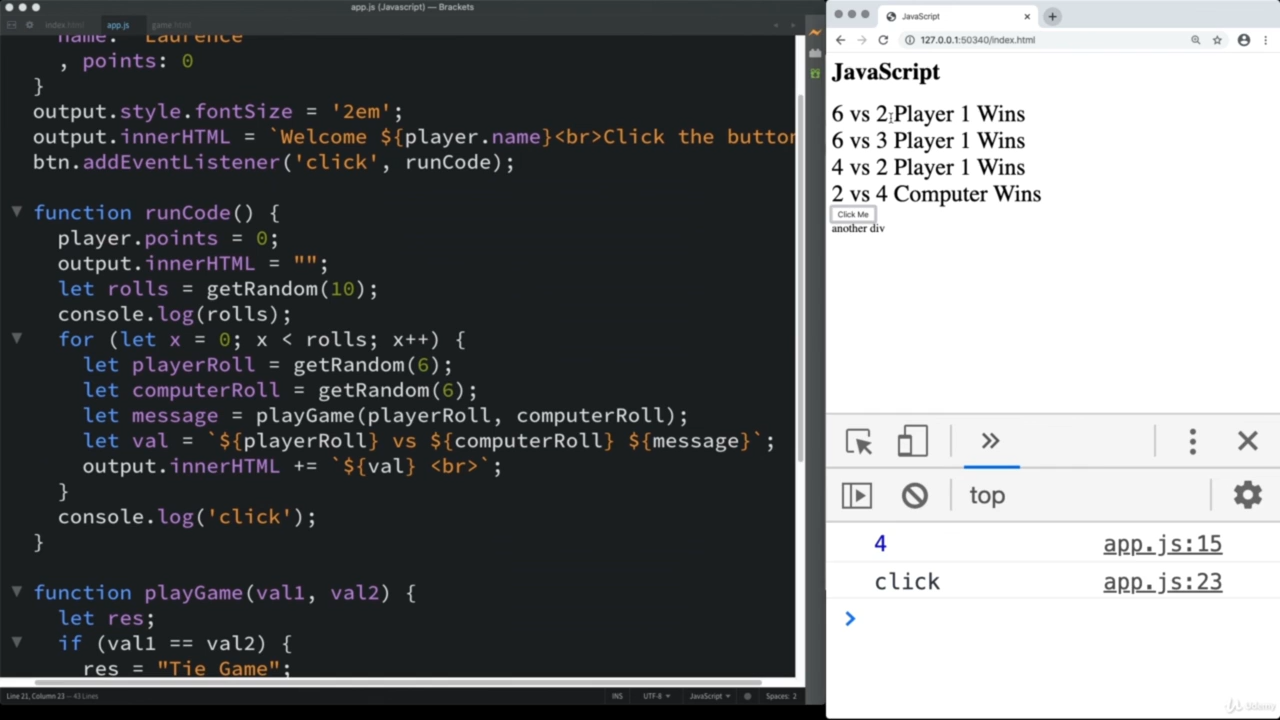 app.js (Javascript) — Brackets
index.html
app.js
game.html
name: "Laurence"
, points: 0
}
output.style.fontSize = '2em';
output.innerHTML = `Welcome ${player.name}<br>Click the button
btn.addEventListener('click', runCode);
function runCode() {
player.points = 0;
output.innerHTML = "";
let rolls = getRandom(10);
console.log(rolls);
for (let x = 0; x < rolls; x++) {
let playerRoll = getRandom(6);
let computerRoll = getRandom(6);
let message = playGame(playerRoll, computerRoll);
let val = `${playerRoll} vs ${computerRoll} ${message}`;
output.innerHTML += `${val} <br>`;
}
console.log('click');
}
function playGame(val1, val2) {
let res;
if (val1 == val2) {
res = "Tie Game";
Line 21, Column 23 — 43 Lines
INS
UTF-8
JavaScript
Spaces: 2
JavaScript
127.0.0.1:50340/index.html
JavaScript
6 vs 2 Player 1 Wins
6 vs 3 Player 1 Wins
4 vs 2 Player 1 Wins
2 vs 4 Computer Wins
Click Me
another div
top
4 app.js:15
click app.js:23
Udemy